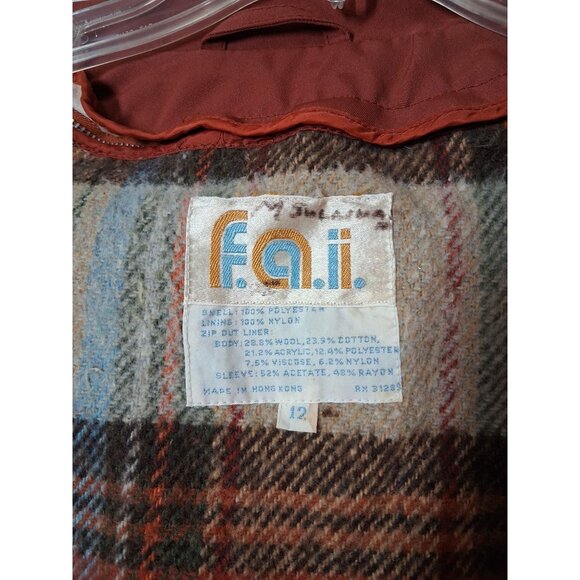 f.a.i.
SHELL: 100% POLYESTER
LINING: 100% NYLON
ZIP OUT LINER:
BODY: 28.8% WOOL, 23.9% COTTON,
21.2% ACRYLIC, 12.4% POLYESTER
7.5% VISCOSE, 6.2% NYLON
SLEEVE: 52% ACETATE, 48% RAYON
MADE IN HONG KONG RN 31285
12